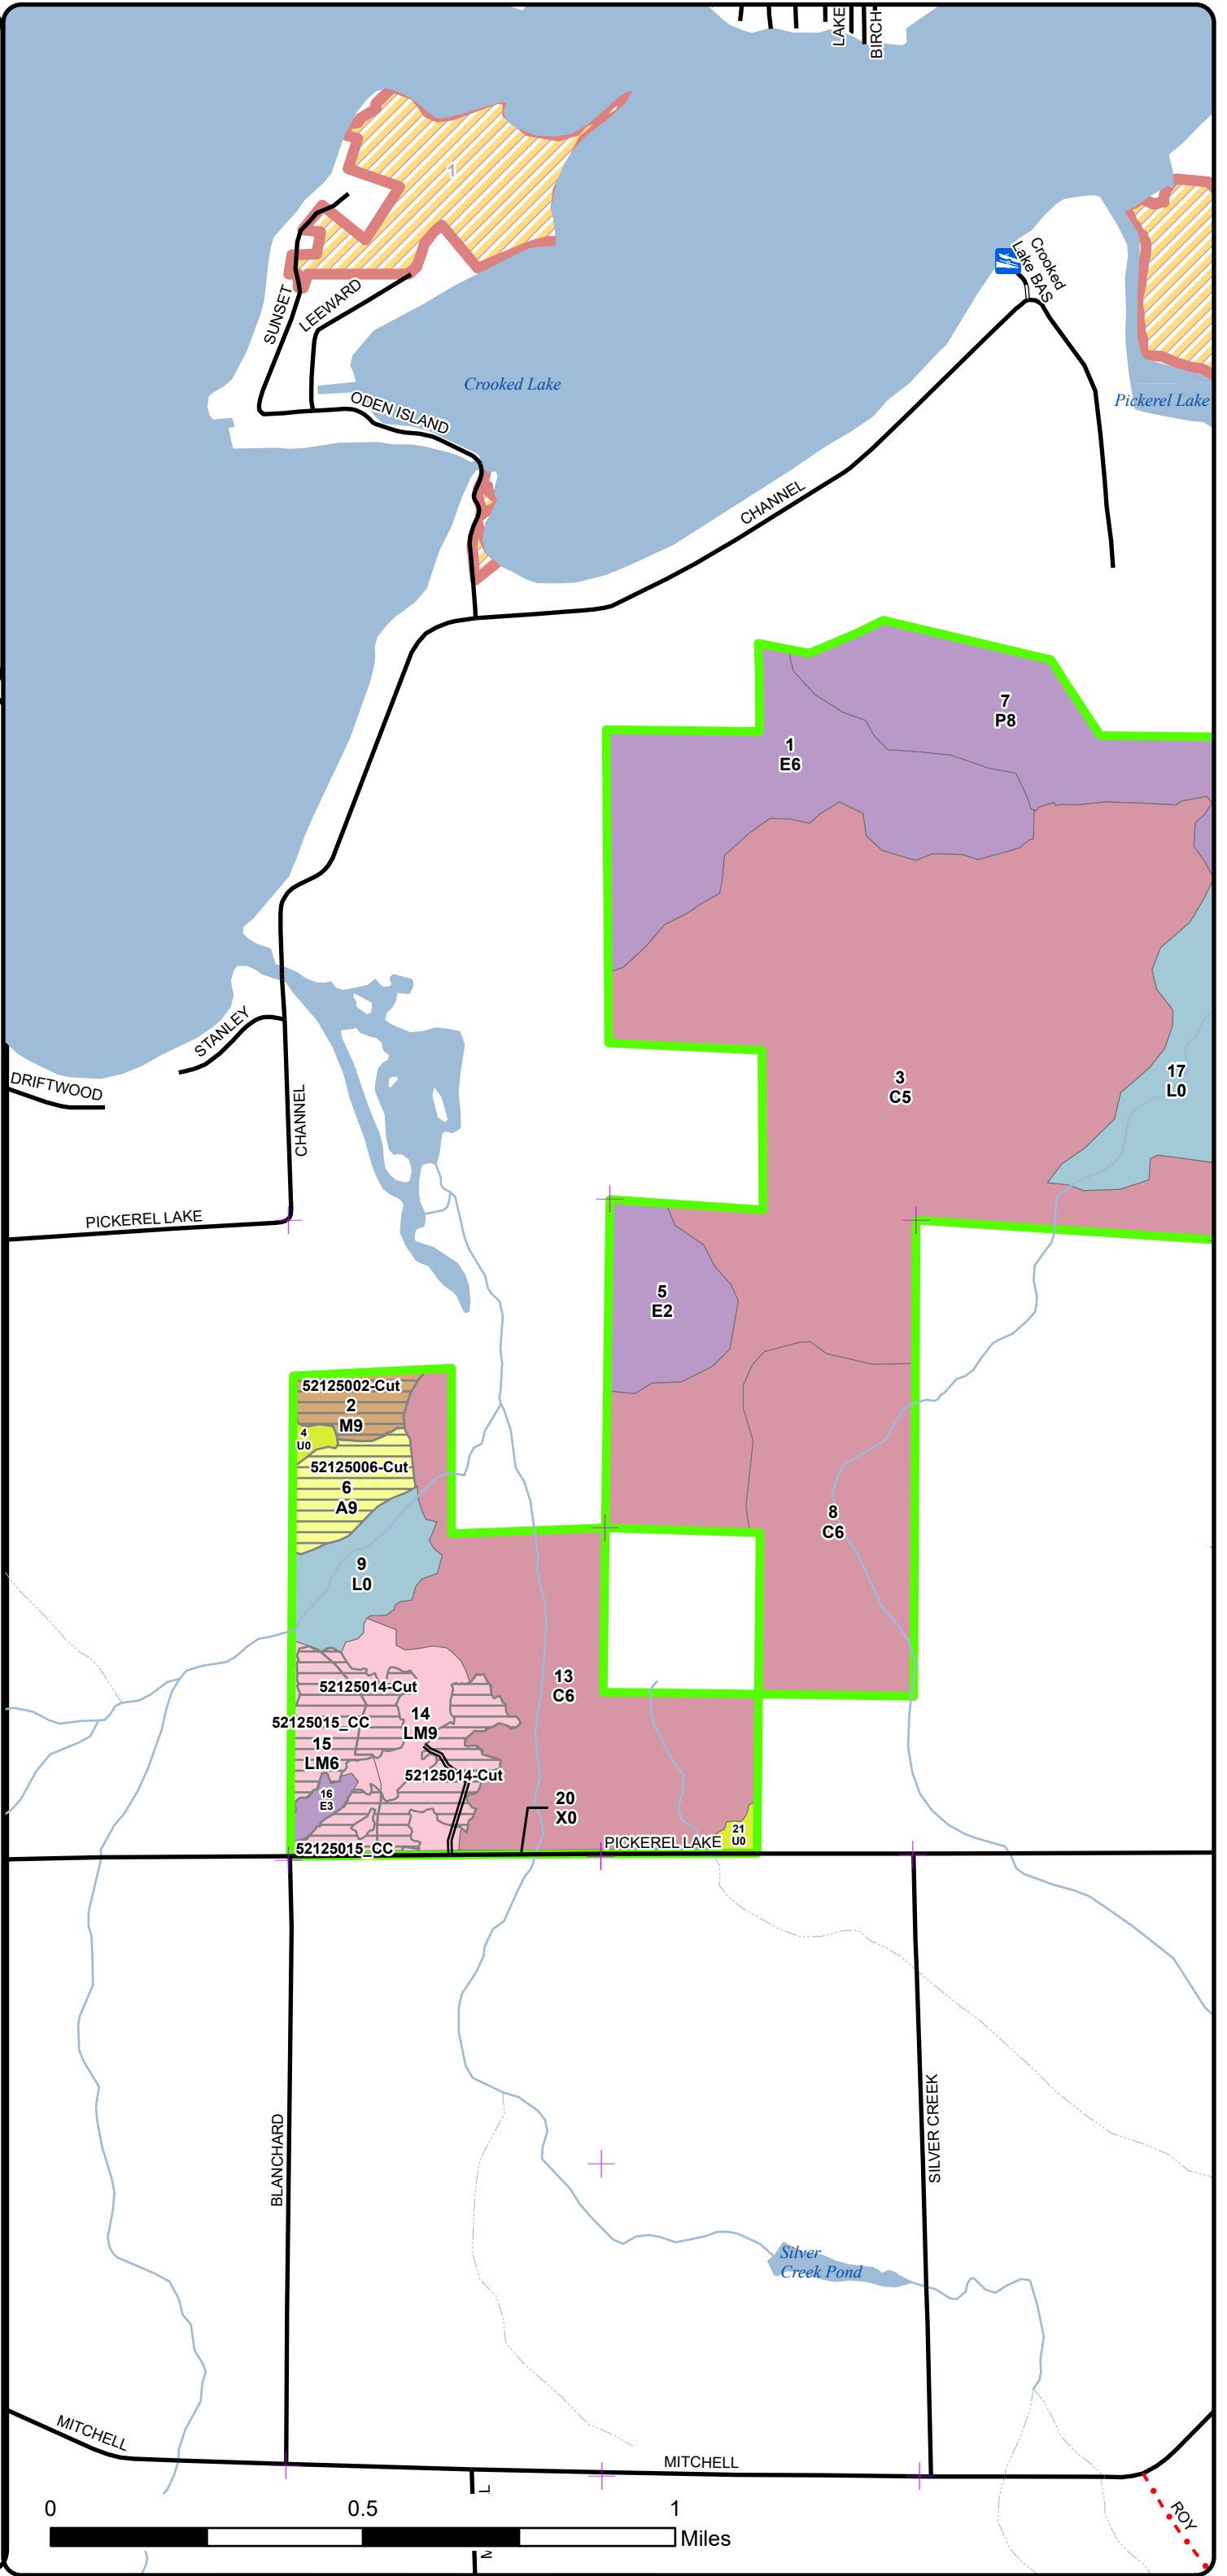 LAKE
BIRCH
1
SUNSET
LEEWARD
Crooked
Lake BAS
Crooked Lake
ODEN ISLAND
Pickerel Lake
CHANNEL
7
P8
1
E6
STANLEY
DRIFTWOOD
CHANNEL
3
C5
17
L0
PICKEREL LAKE
5
E2
52125002-Cut
2
M9
4
U0
52125006-Cut
6
A9
8
C6
9
L0
13
C6
52125014-Cut
14
LM9
52125015_CC
15
LM6
52125014-Cut
16
E3
20
X0
21
U0
PICKEREL LAKE
52125015_CC
BLANCHARD
SILVER CREEK
Silver
Creek Pond
MITCHELL
MITCHELL
L
ROY
0
0.5
1
Miles